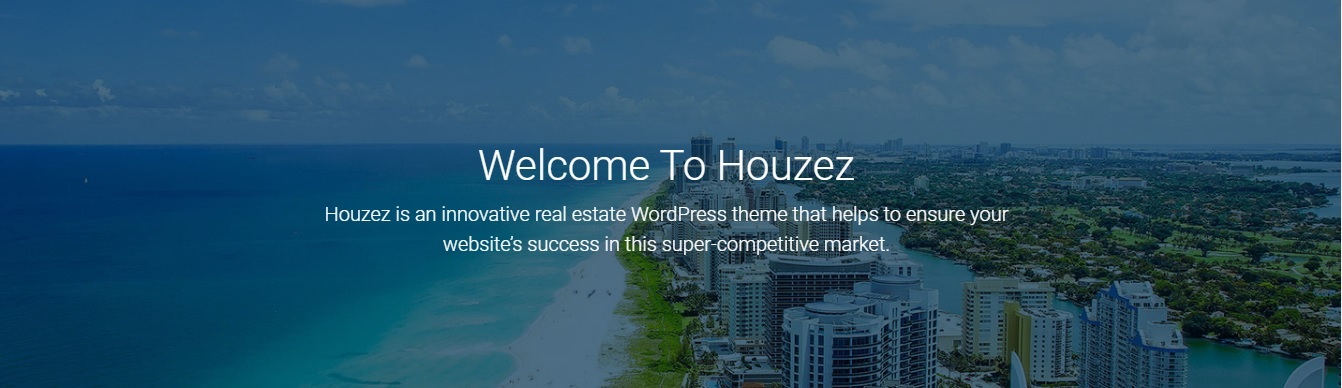 Welcome To Houzez
Houzez is an innovative real estate WordPress theme that helps to ensure your
website’s success in this super-competitive market.